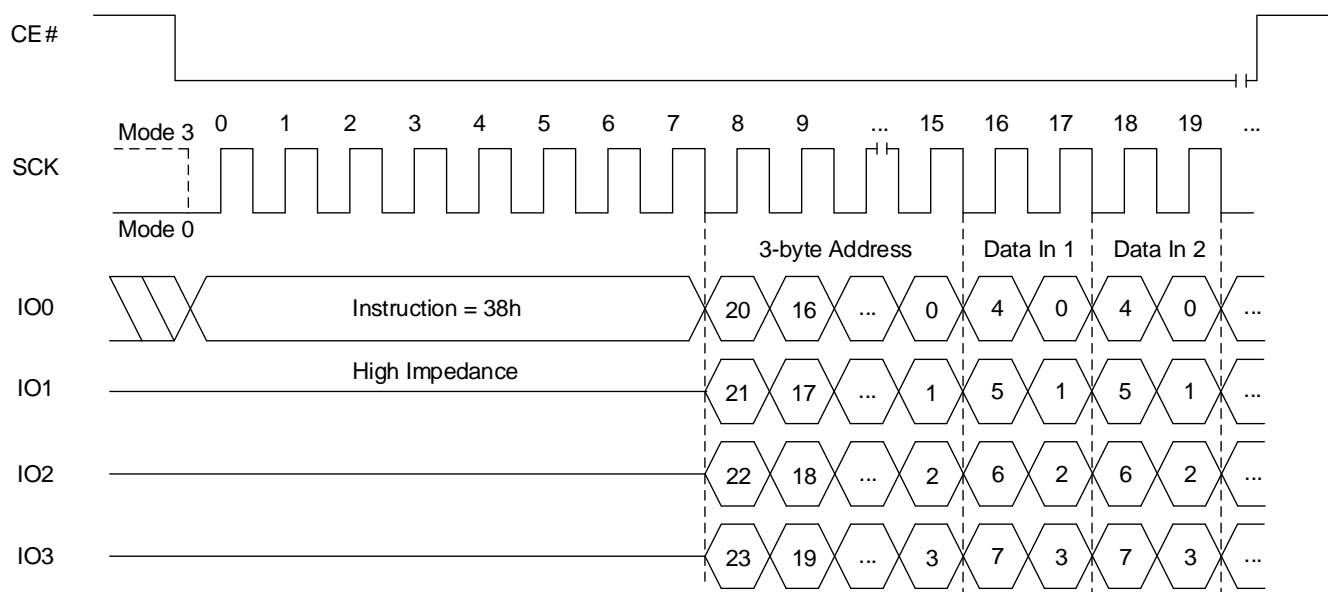 CE#
Mode 3 0 1 2 3 4 5 6 7 8 9 ... 15 16 17 18 19 ...
SCK
Mode 0
3-byte Address Data In 1 Data In 2
IO0 Instruction = 38h 20 16 ... 0 4 0 4 0 ...
High Impedance
IO1 21 17 ... 1 5 1 5 1 ...
IO2 22 18 ... 2 6 2 6 2 ...
IO3 23 19 ... 3 7 3 7 3 ...